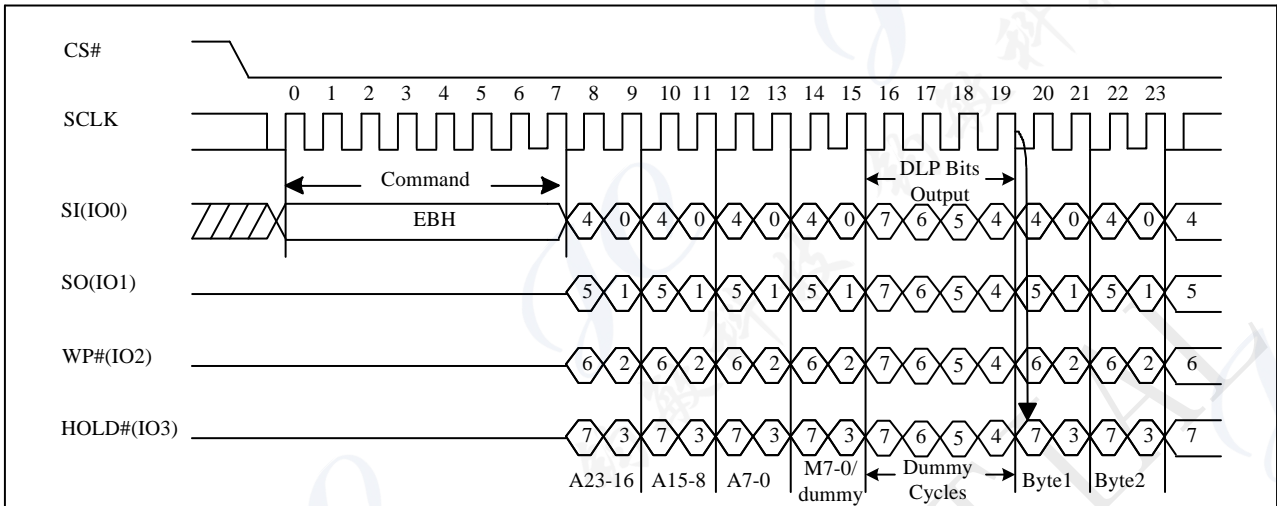 CS#
0 1 2 3 4 5 6 7 8 9 10 11 12 13 14 15 16 17 18 19 20 21 22 23
SCLK
Command
DLP Bits
Output
SI(IO0)
EBH
4 0 4 0 4 0 4 0 7 6 5 4 4 0 4 0 4
SO(IO1)
5 1 5 1 5 1 5 1 7 6 5 4 5 1 5 1 5
WP#(IO2)
6 2 6 2 6 2 6 2 7 6 5 4 6 2 6 2 6
HOLD#(IO3)
7 3 7 3 7 3 7 3 7 6 5 4 7 3 7 3 7
A23-16 A15-8 A7-0 M7-0/
dummy
Dummy
Cycles
Byte1 Byte2